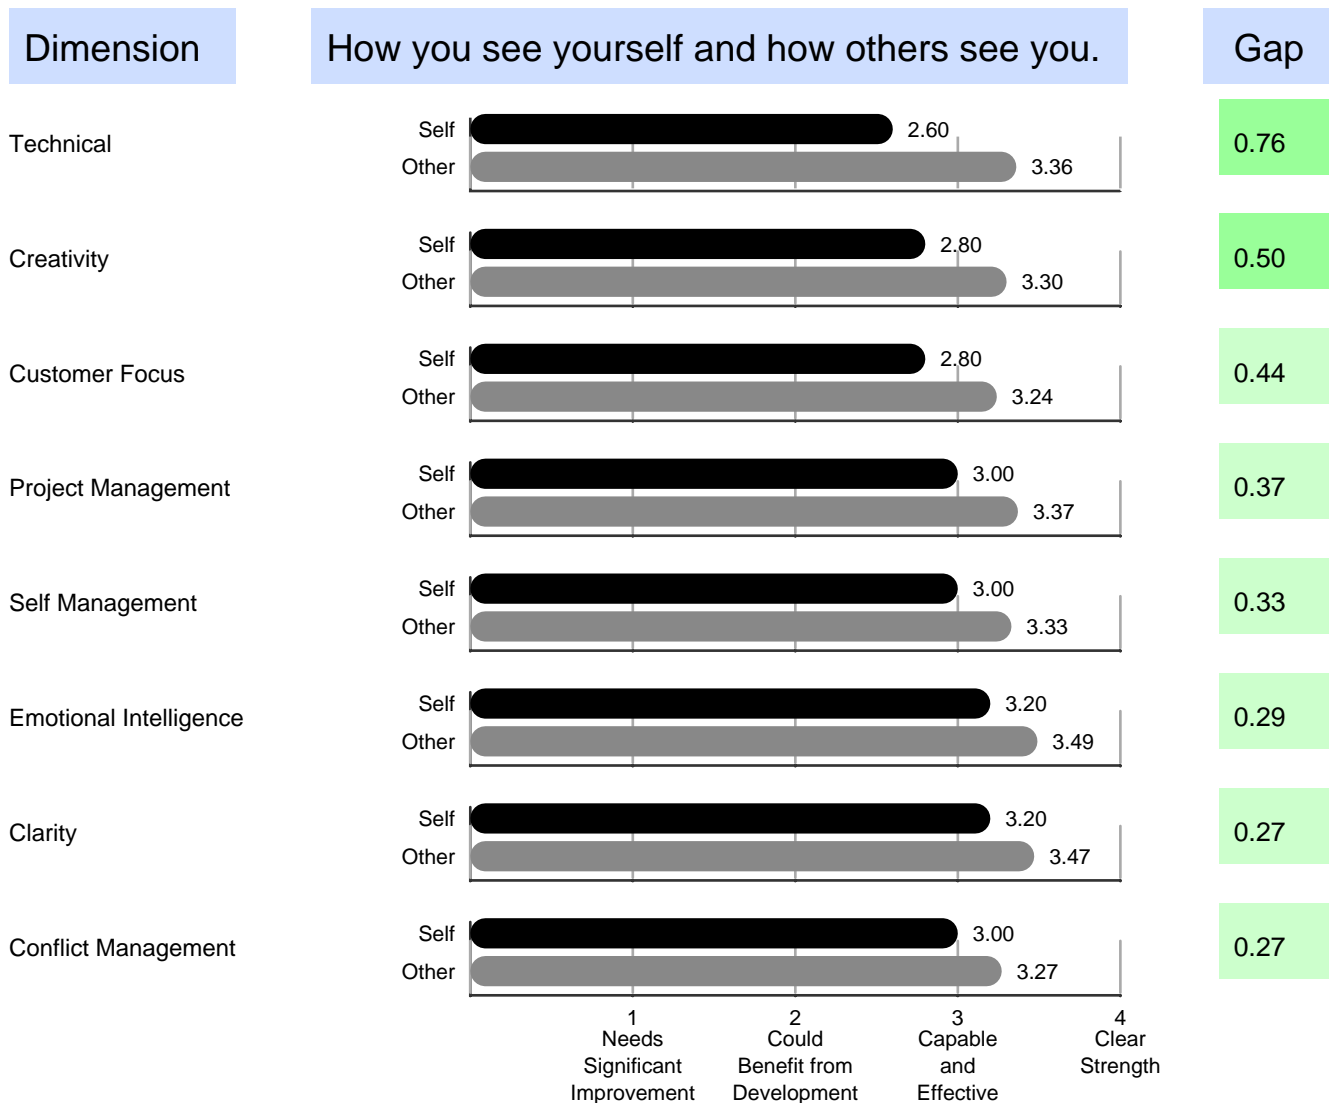 Dimension
How you see yourself and how others see you.
Gap
Technical
Self
2.60
Other
3.36
0.76
Creativity
Self
2.80
Other
3.30
0.50
Customer Focus
Self
2.80
Other
3.24
0.44
Project Management
Self
3.00
Other
3.37
0.37
Self Management
Self
3.00
Other
3.33
0.33
Emotional Intelligence
Self
3.20
Other
3.49
0.29
Clarity
Self
3.20
Other
3.47
0.27
Conflict Management
Self
3.00
Other
3.27
0.27
1
Needs
Significant
Improvement
2
Could
Benefit from
Development
3
Capable
and
Effective
4
Clear
Strength